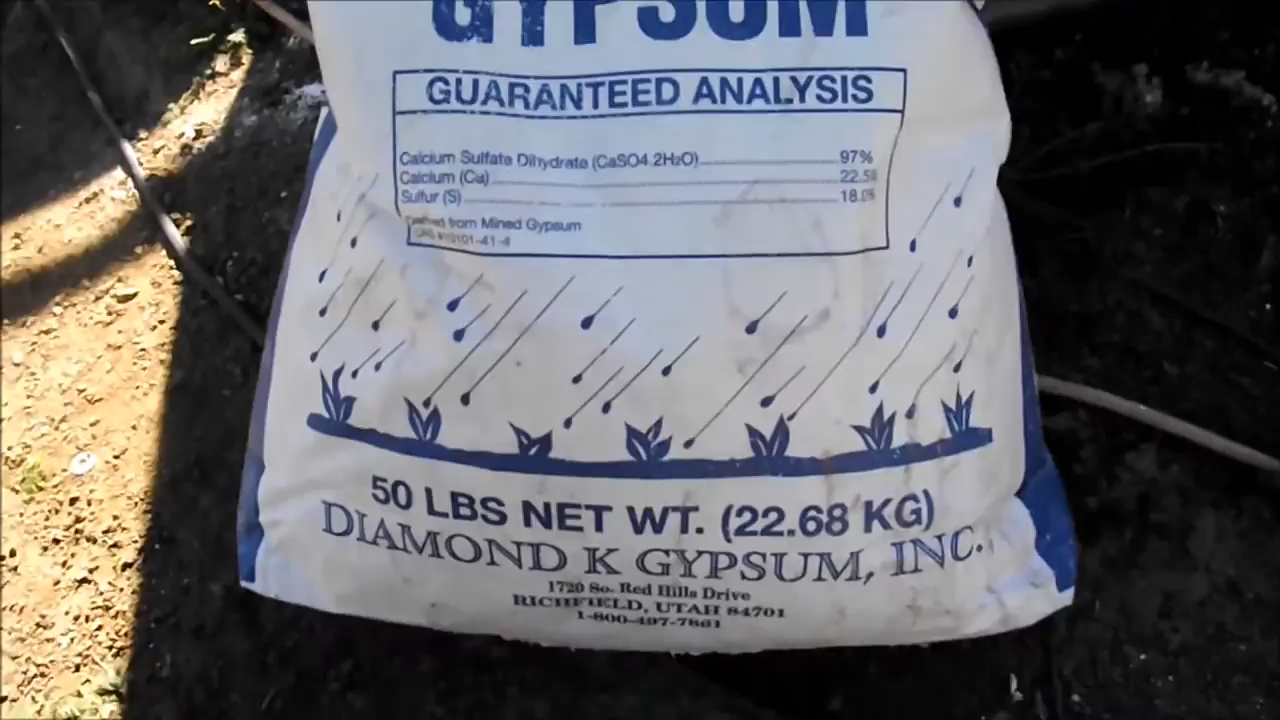 GYPSUM
GUARANTEED ANALYSIS
Calcium Sulfate Dihydrate (CaSO4 2H2O) 97%
Calcium (Ca) 22.5
Sulfur (S) 18.0%
from Mined Gypsum
50 LBS NET WT. (22.68 KG)
DIAMOND K GYPSUM, INC.
1720 So. Red Hills Drive
RICHFIELD, UTAH 84701
1-800-497-7861